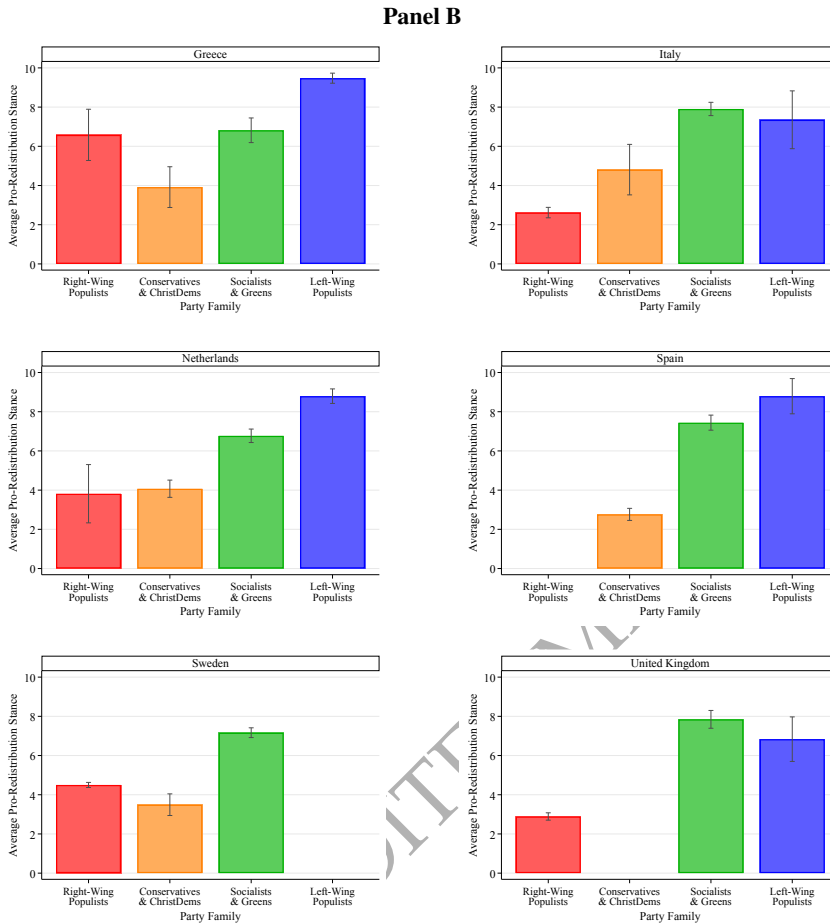 Panel B
Greece
Average Pro-Redistribution Stance
10
8
6
4
2
0
Right-Wing Populists
Conservatives & ChristDems
Socialists & Greens
Left-Wing Populists
Party Family
Italy
Average Pro-Redistribution Stance
10
8
6
4
2
0
Right-Wing Populists
Conservatives & ChristDems
Socialists & Greens
Left-Wing Populists
Party Family
Netherlands
Average Pro-Redistribution Stance
10
8
6
4
2
0
Right-Wing Populists
Conservatives & ChristDems
Socialists & Greens
Left-Wing Populists
Party Family
Spain
Average Pro-Redistribution Stance
10
8
6
4
2
0
Right-Wing Populists
Conservatives & ChristDems
Socialists & Greens
Left-Wing Populists
Party Family
Sweden
Average Pro-Redistribution Stance
10
8
6
4
2
0
Right-Wing Populists
Conservatives & ChristDems
Socialists & Greens
Left-Wing Populists
Party Family
United Kingdom
Average Pro-Redistribution Stance
10
8
6
4
2
0
Right-Wing Populists
Conservatives & ChristDems
Socialists & Greens
Left-Wing Populists
Party Family